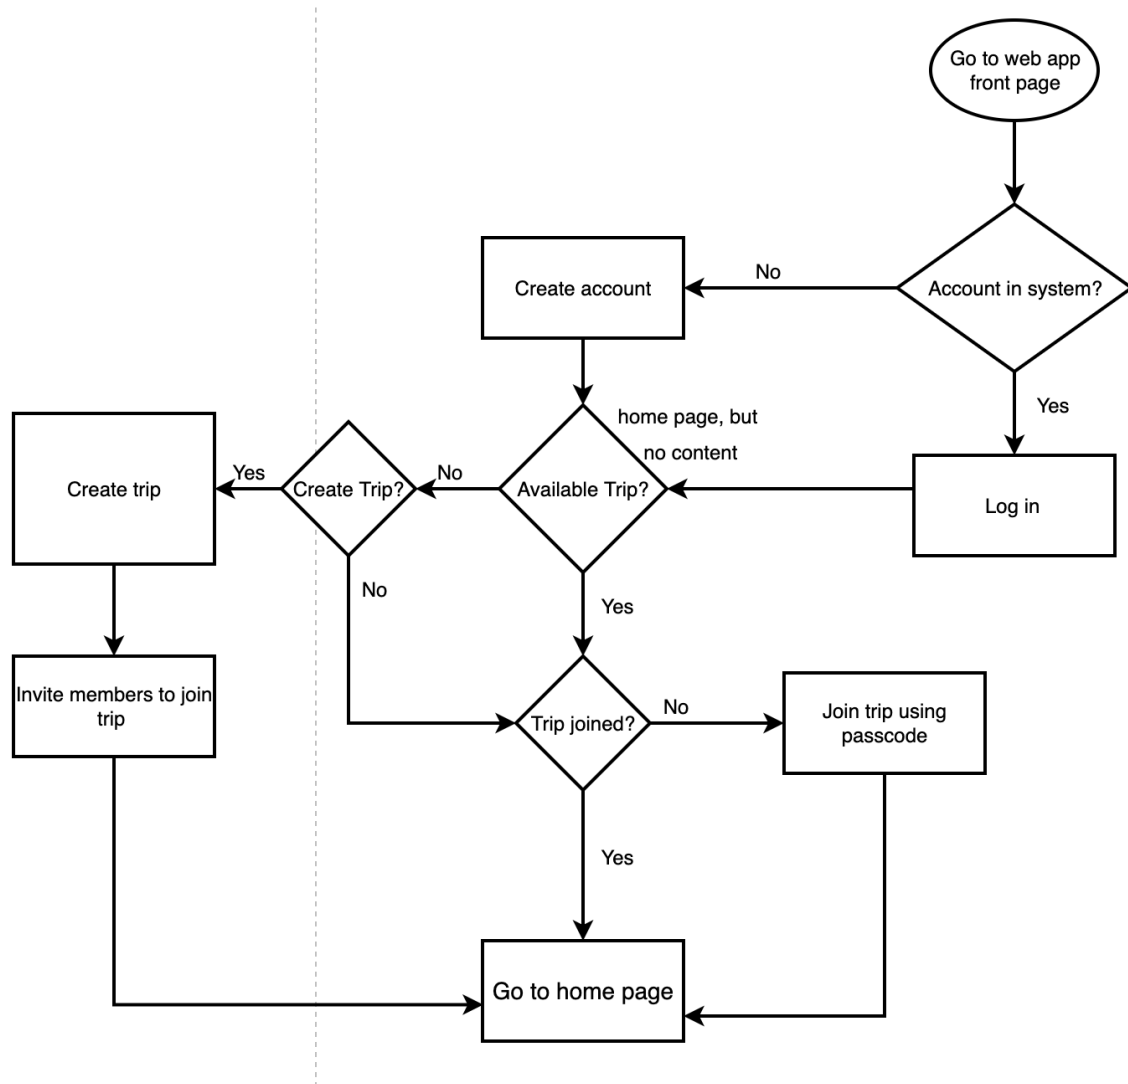 Go to web app
front page
Account in system?
No
Create account
Yes
home page, but
no content
Log in
Available Trip?
No
Create Trip?
Yes
Create trip
No
Yes
Invite members to join
trip
Trip joined?
No
Join trip using
passcode
Yes
Go to home page